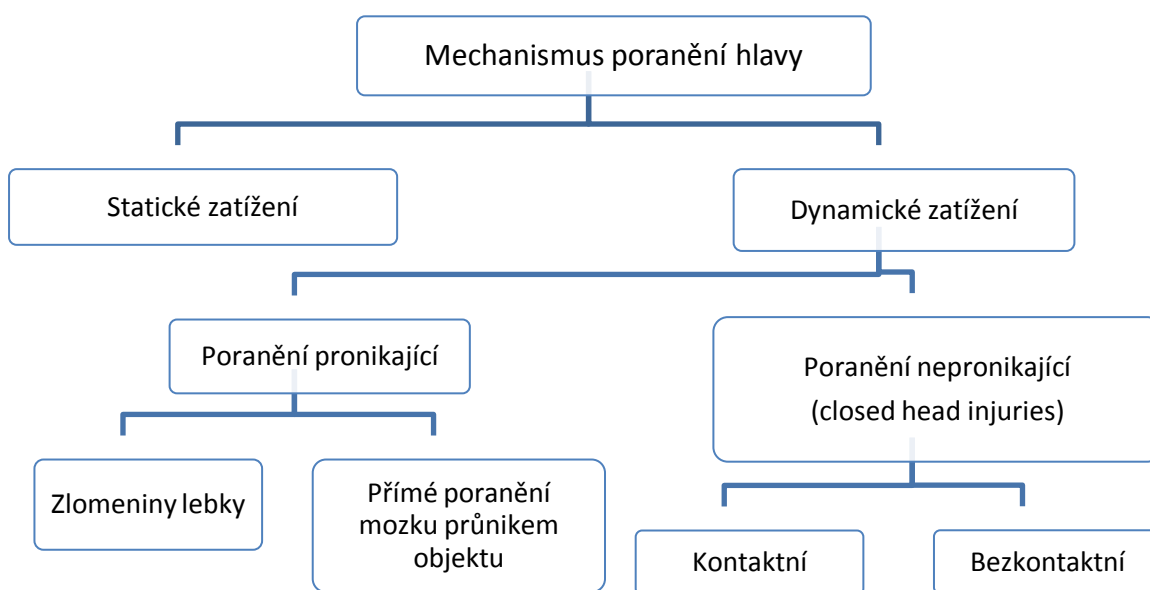 Mechanismus poranění hlavy
Statické zatížení
Dynamické zatížení
Poranění pronikající
Poranění nepronikající
(closed head injuries)
Zlomeniny lebky
Přímé poranění
mozku průnikem
objektu
Kontaktní
Bezkontaktní